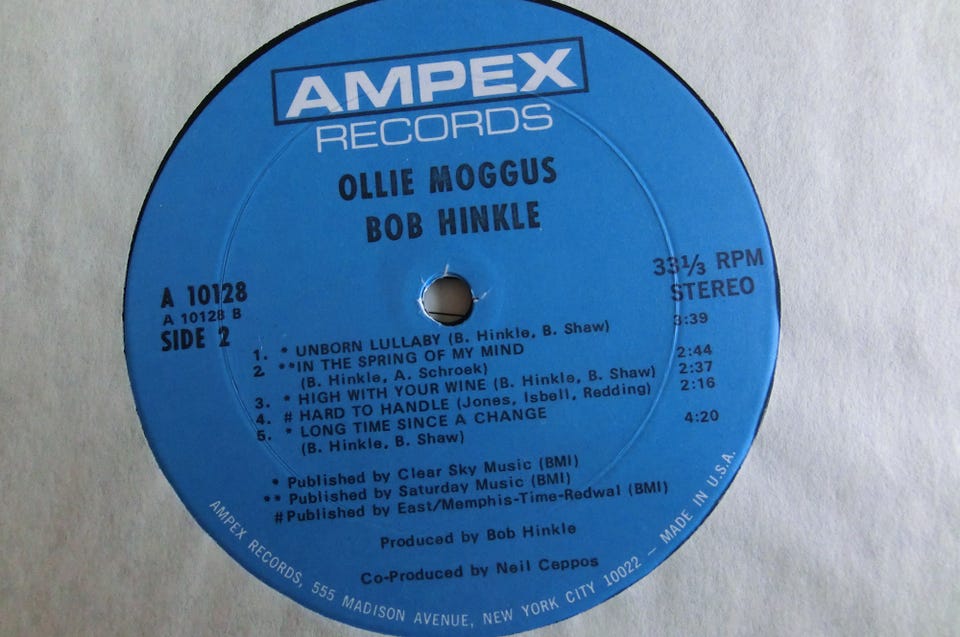 AMPEX
RECORDS
OLLIE MOGGUS
BOB HINKLE
A 10128
A 10128 B
SIDE 2
33⅓ RPM
STEREO
1. * UNBORN LULLABY (B. Hinkle, B. Shaw) 3:39
2. **IN THE SPRING OF MY MIND
(B. Hinkle, A. Schroek) 2:44
3. * HIGH WITH YOUR WINE (B. Hinkle, B. Shaw) 2:37
4. # HARD TO HANDLE (Jones, Isbell, Redding) 2:16
5. * LONG TIME SINCE A CHANGE
(B. Hinkle, B. Shaw) 4:20
* Published by Clear Sky Music (BMI)
** Published by Saturday Music (BMI)
#Published by East/Memphis-Time-Redwal (BMI)
Produced by Bob Hinkle
Co-Produced by Neil Ceppos
AMPEX RECORDS, 555 MADISON AVENUE, NEW YORK CITY 10022 — MADE IN U.S.A.